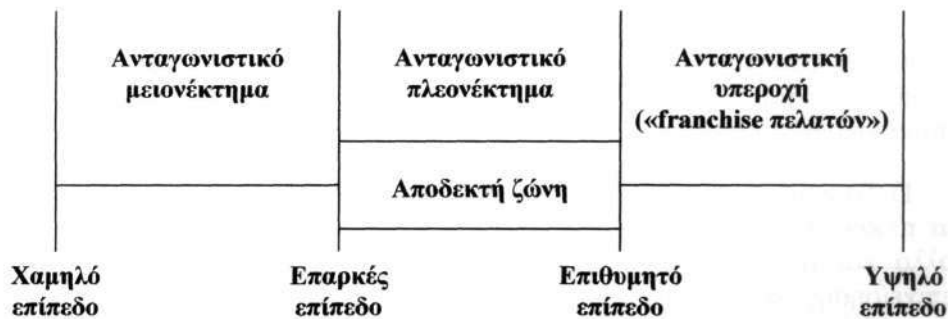 Ανταγωνιστικό
μειονέκτημα
Ανταγωνιστικό
πλεονέκτημα
Ανταγωνιστική
υπεροχή
(«franchise πελατών»)
Αποδεκτή ζώνη
Χαμηλό
επίπεδο
Επαρκές
επίπεδο
Επιθυμητό
επίπεδο
Υψηλό
επίπεδο